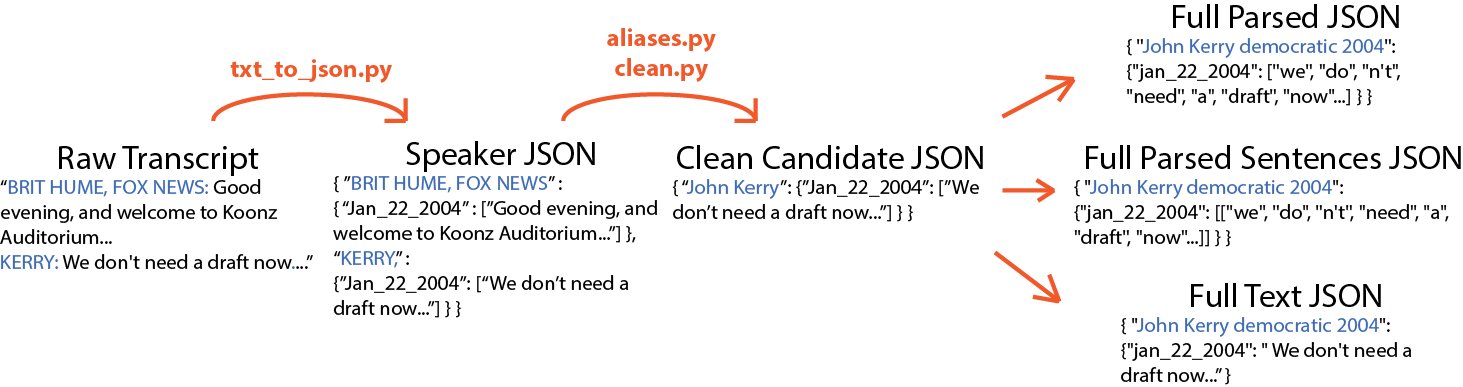 txt_to_json.py
aliases.py
clean.py
Raw Transcript
“BRIT HUME, FOX NEWS: Good
evening, and welcome to Koonz
Auditorium...
KERRY: We don't need a draft now....”
Speaker JSON
{ ”BRIT HUME, FOX NEWS” :
{ “Jan_22_2004” : [”Good evening, and
welcome to Koonz Auditorium...”] },
“KERRY,” :
{”Jan_22_2004”: [“We don’t need a
draft now...”] } }
Clean Candidate JSON
{ “John Kerry”: {”Jan_22_2004”: [”We
don’t need a draft now...”] } }
Full Parsed JSON
{ "John Kerry democratic 2004":
{"jan_22_2004": ["we", "do", "n't",
"need", "a", "draft", "now"...] } }
Full Parsed Sentences JSON
{ "John Kerry democratic 2004":
{"jan_22_2004": [["we", "do", "n't", "need", "a",
"draft", "now"...]] } }
Full Text JSON
{ "John Kerry democratic 2004":
{"jan_22_2004": " We don't need a
draft now...”}